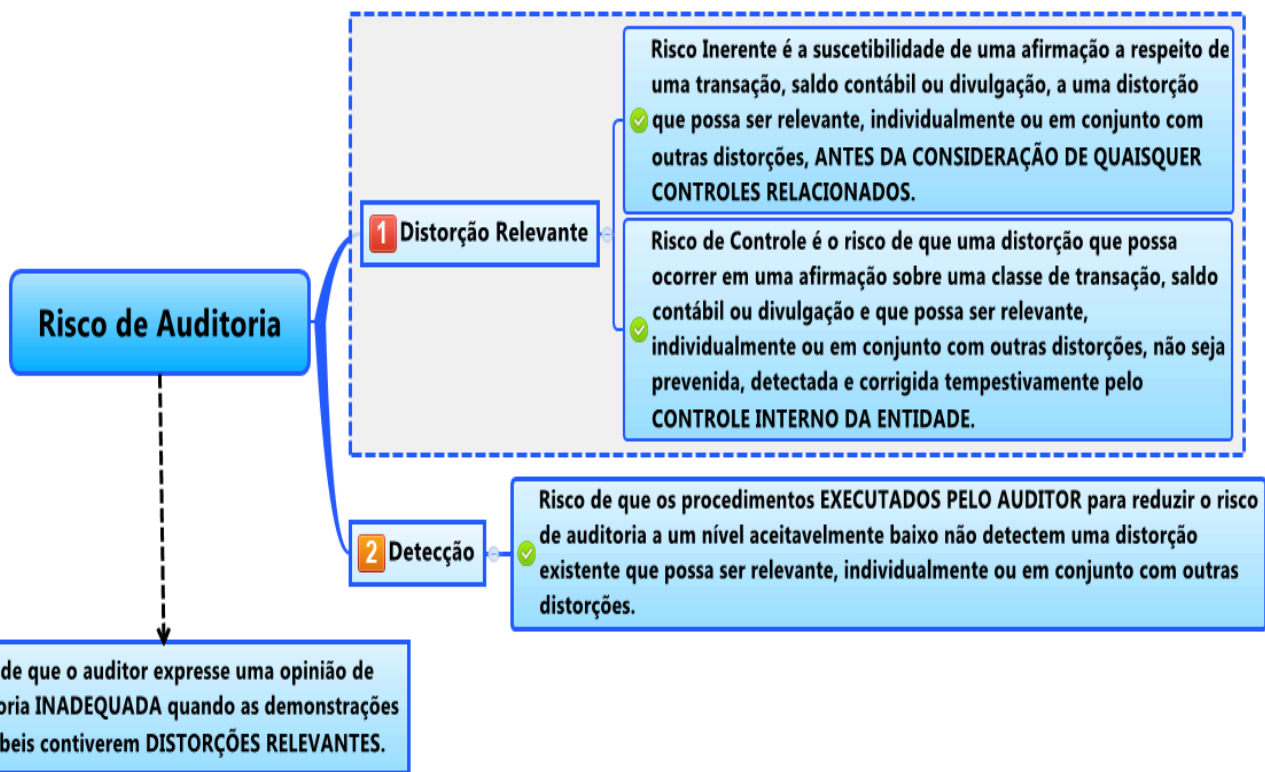 Risco de Auditoria
1 Distorção Relevante
Risco Inerente é a suscetibilidade de uma afirmação a respeito de
uma transação, saldo contábil ou divulgação, a uma distorção
que possa ser relevante, individualmente ou em conjunto com
outras distorções, ANTES DA CONSIDERAÇÃO DE QUAISQUER
CONTROLES RELACIONADOS.
Risco de Controle é o risco de que uma distorção que possa
ocorrer em uma afirmação sobre uma classe de transação, saldo
contábil ou divulgação e que possa ser relevante,
individualmente ou em conjunto com outras distorções, não seja
prevenida, detectada e corrigida tempestivamente pelo
CONTROLE INTERNO DA ENTIDADE.
2 Detecção
Risco de que os procedimentos EXECUTADOS PELO AUDITOR para reduzir o risco
de auditoria a um nível aceitavelmente baixo não detectem uma distorção
existente que possa ser relevante, individualmente ou em conjunto com outras
distorções.
de que o auditor expresse uma opinião de
oria INADEQUADA quando as demonstrações
beis contiverem DISTORÇÕES RELEVANTES.